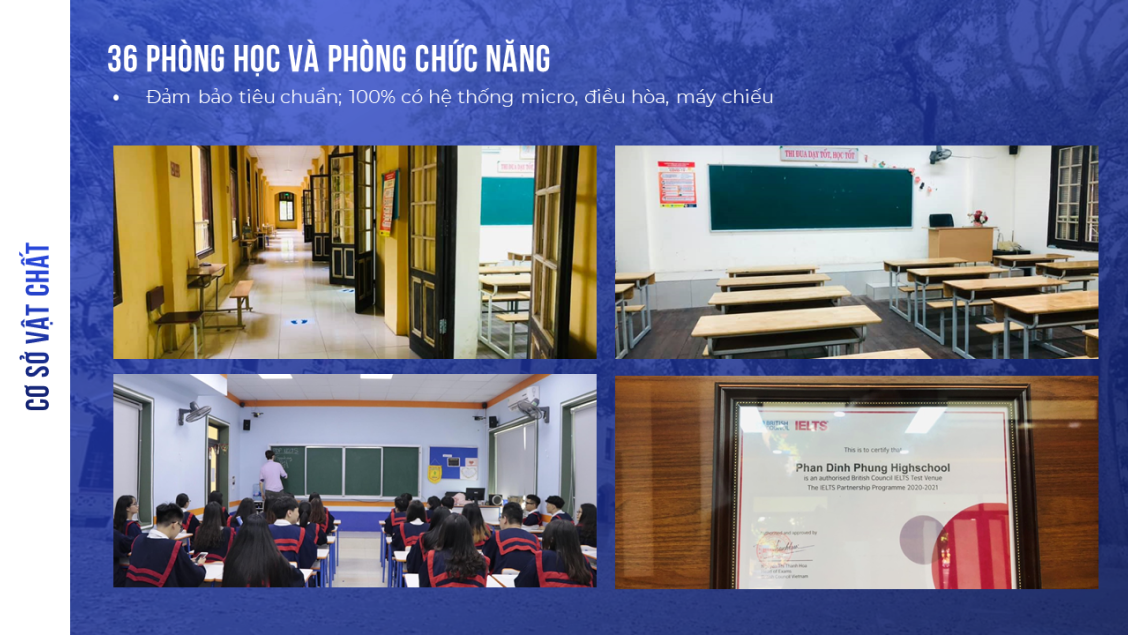 36 PHÒNG HỌC VÀ PHÒNG CHỨC NĂNG
• Đảm bảo tiêu chuẩn; 100% có hệ thống micro, điều hòa, máy chiếu
CƠ SỞ VẬT CHẤT
THI ĐUA DẠY TỐT, HỌC TỐT
BRITISH
COUNCIL
IELTS
This is to certify that
Phan Dinh Phung Highschool
is an authorised British Council IELTS Test Venue
The IELTS Partnership Programme 2020-2021